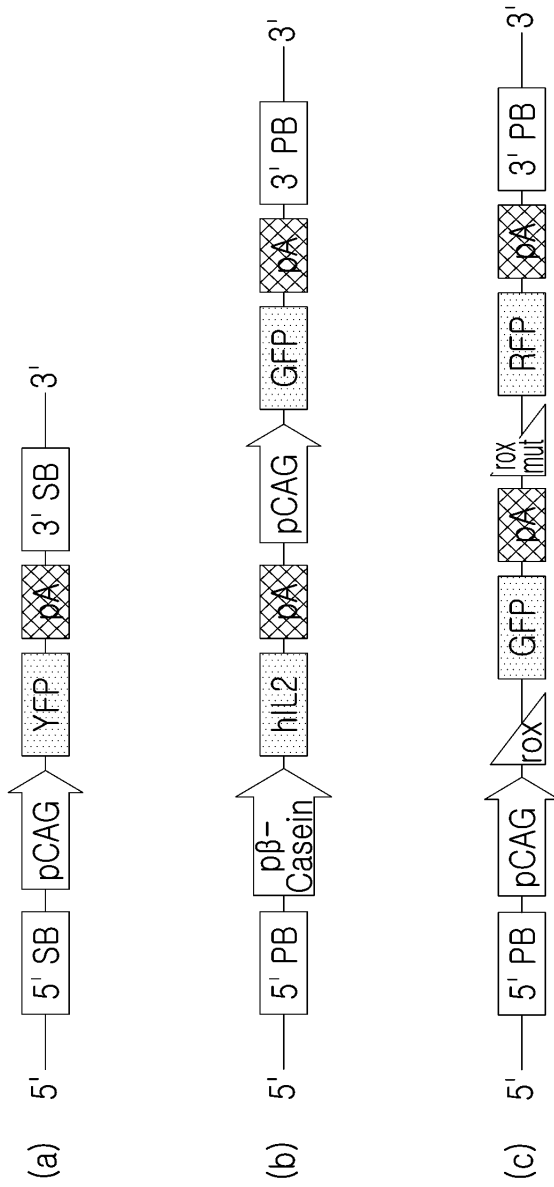 (a) 5' 5' SB pCAG YFP pA 3' SB 3'
(b) 5' 5' PB pβ-Casein hIL2 pA pCAG GFP pA 3' PB 3'
(c) 5' 5' PB pCAG rox GFP pA rox mut RFP pA 3' PB 3'